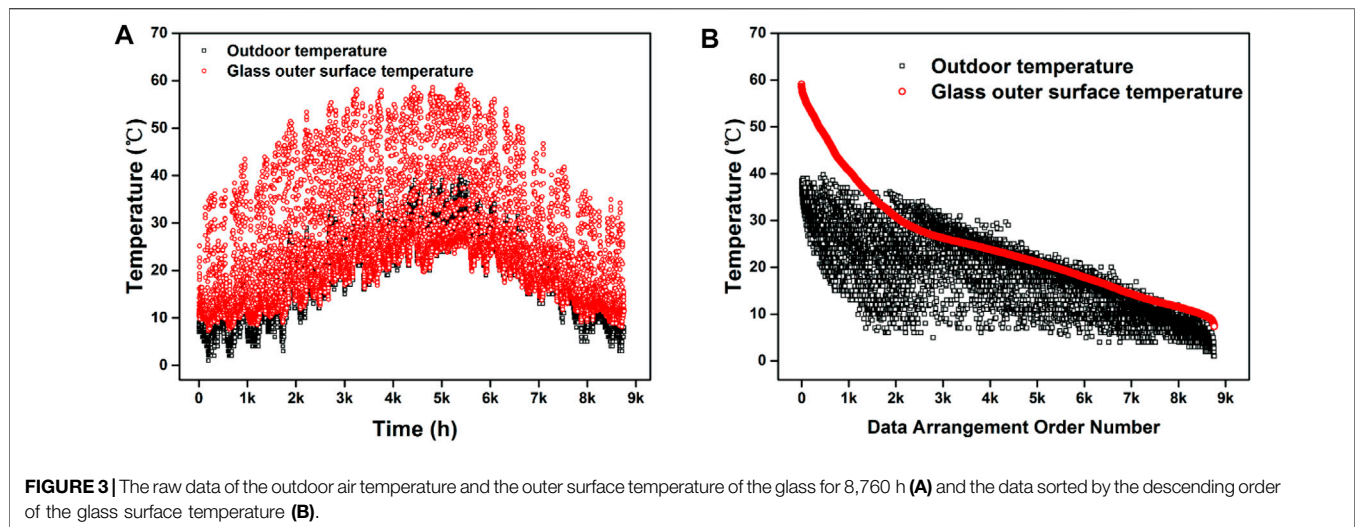 A
Outdoor temperature
Glass outer surface temperature
Temperature (℃)
70
60
50
40
30
20
10
0
0 1k 2k 3k 4k 5k 6k 7k 8k 9k
Time (h)
B
Outdoor temperature
Glass outer surface temperature
Temperature (℃)
70
60
50
40
30
20
10
0
0 1k 2k 3k 4k 5k 6k 7k 8k 9k
Data Arrangement Order Number
FIGURE 3 | The raw data of the outdoor air temperature and the outer surface temperature of the glass for 8,760 h (A) and the data sorted by the descending order
of the glass surface temperature (B).